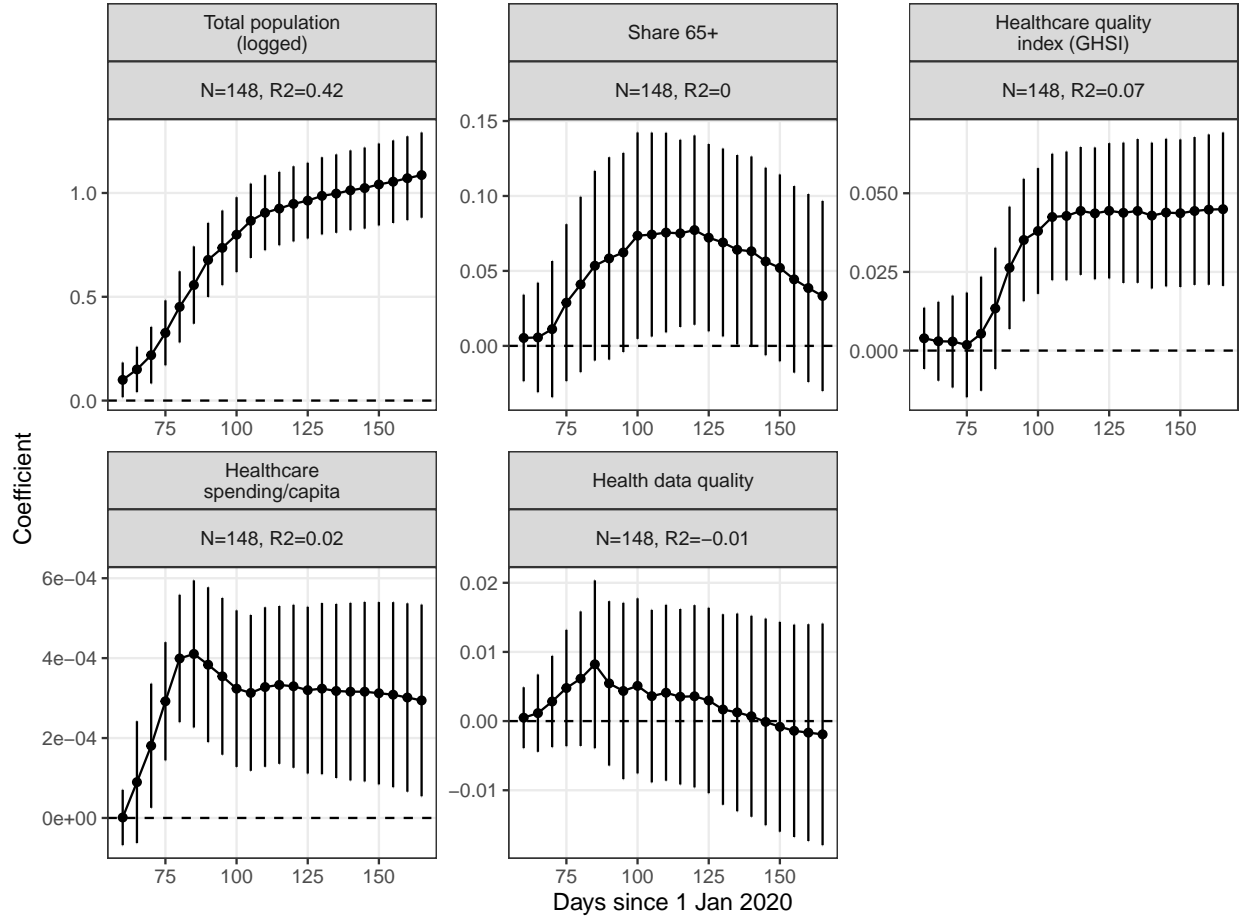 Total population
(logged)
N=148, R2=0.42
1.0
0.5
0.0
75 100 125 150
Share 65+
N=148, R2=0
0.15
0.10
0.05
0.00
75 100 125 150
Healthcare quality
index (GHSI)
N=148, R2=0.07
0.050
0.025
0.000
75 100 125 150
Coefficient
Healthcare
spending/capita
N=148, R2=0.02
6e−04
4e−04
2e−04
0e+00
75 100 125 150
Health data quality
N=148, R2=−0.01
0.02
0.01
0.00
−0.01
75 100 125 150
Days since 1 Jan 2020